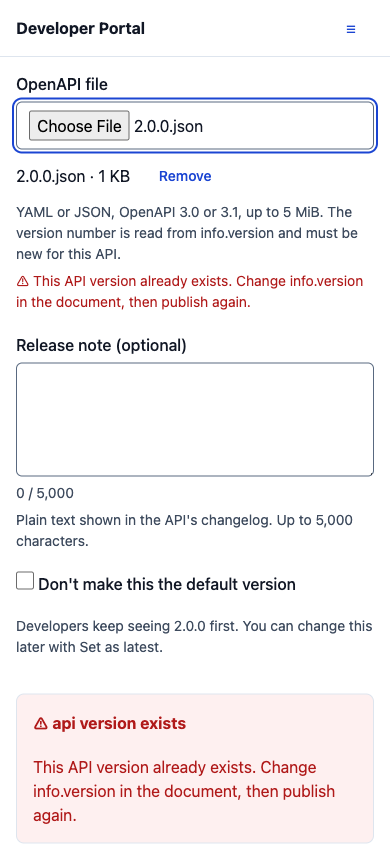 Developer Portal
≡
OpenAPI file
Choose File 2.0.0.json
2.0.0.json · 1 KB Remove
YAML or JSON, OpenAPI 3.0 or 3.1, up to 5 MiB. The
version number is read from info.version and must be
new for this API.
⚠ This API version already exists. Change info.version
in the document, then publish again.
Release note (optional)
0 / 5,000
Plain text shown in the API's changelog. Up to 5,000
characters.
Don't make this the default version
Developers keep seeing 2.0.0 first. You can change this
later with Set as latest.
⚠ api version exists
This API version already exists. Change
info.version in the document, then publish
again.